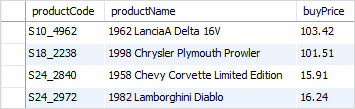 productCode productName buyPrice
S10_4962 1962 LanciaA Delta 16V 103.42
S18_2238 1998 Chrysler Plymouth Prowler 101.51
S24_2840 1958 Chevy Corvette Limited Edition 15.91
S24_2972 1982 Lamborghini Diablo 16.24